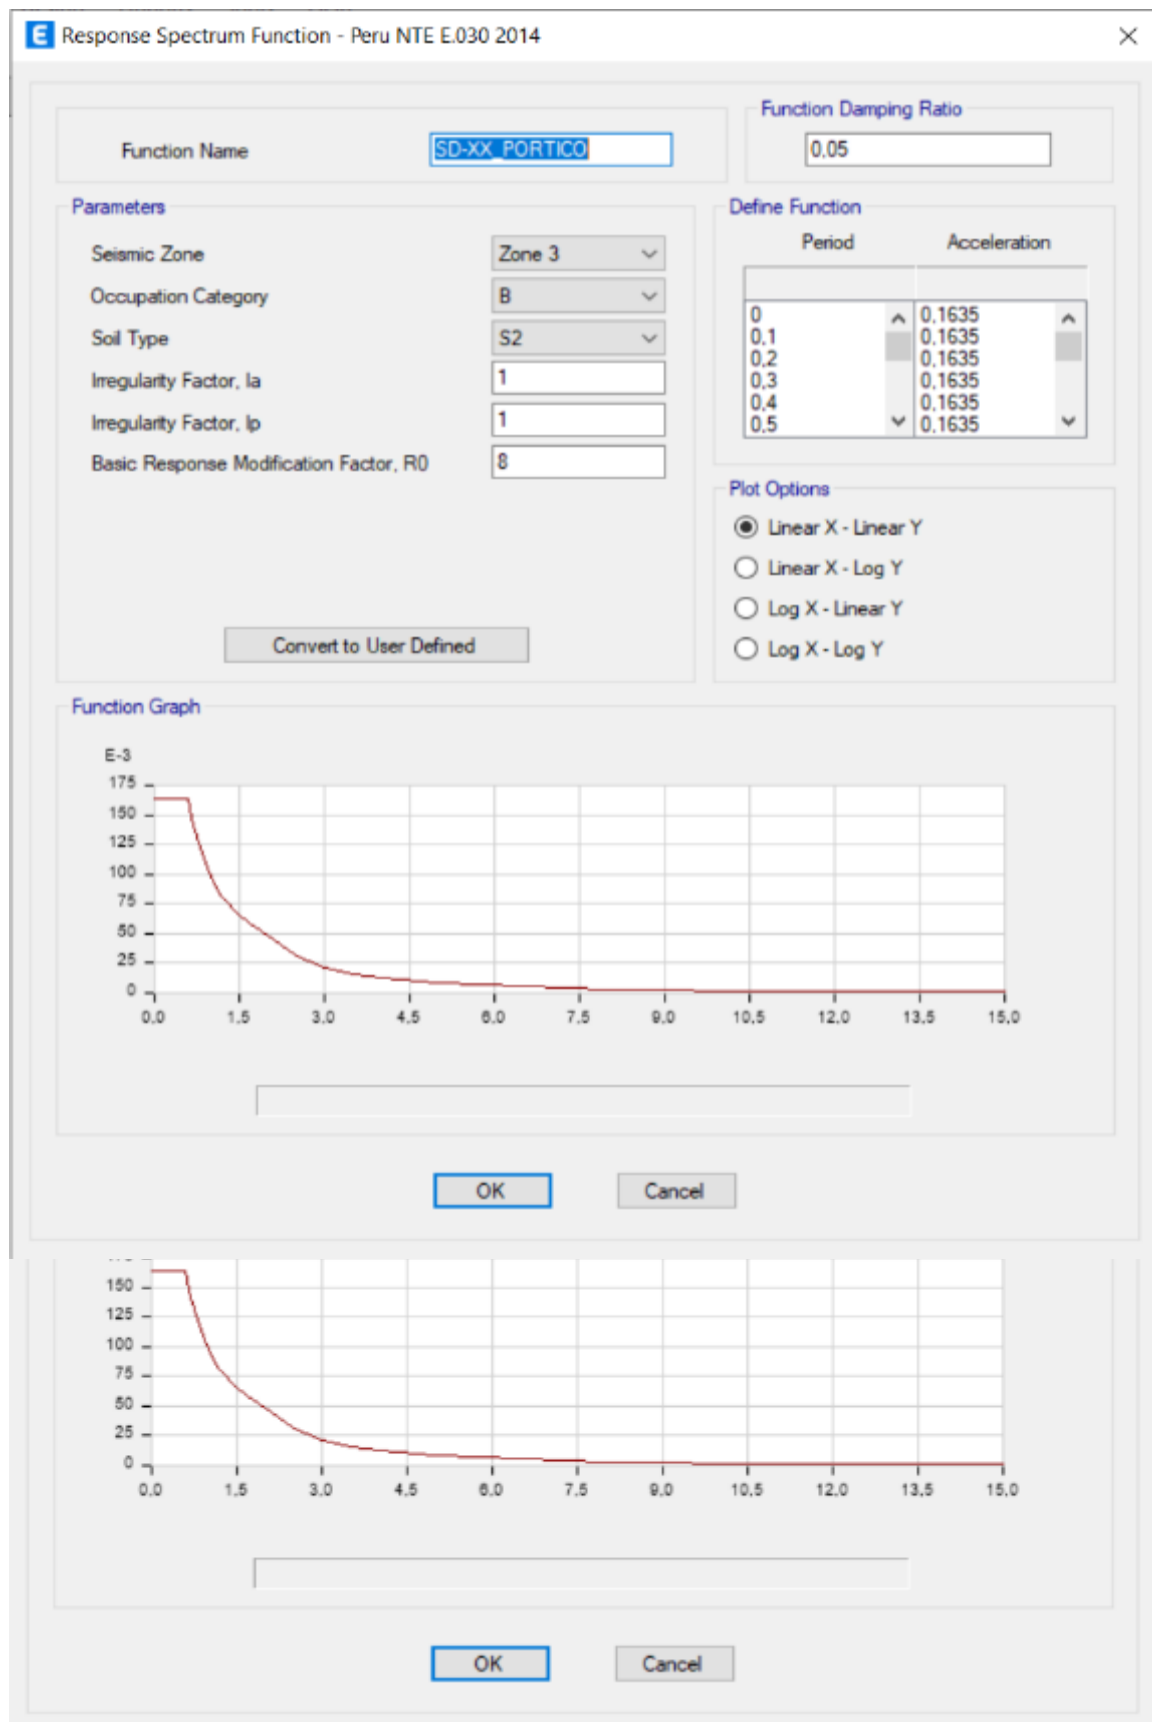 E Response Spectrum Function - Peru NTE E.030 2014
Function Name
SD-XX_PORTICO
Function Damping Ratio
0,05
Parameters
Seismic Zone
Zone 3
Occupation Category
B
Soil Type
S2
Irregularity Factor, Ia
1
Irregularity Factor, Ip
1
Basic Response Modification Factor, R0
8
Convert to User Defined
Define Function
Period Acceleration
0 0,1635
0,1 0,1635
0,2 0,1635
0,3 0,1635
0,4 0,1635
0,5 0,1635
Plot Options
Linear X - Linear Y
Linear X - Log Y
Log X - Linear Y
Log X - Log Y
Function Graph
E-3
175
150
125
100
75
50
25
0
0,0 1,5 3,0 4,5 6,0 7,5 9,0 10,5 12,0 13,5 15,0
OK Cancel
150
125
100
75
50
25
0
0,0 1,5 3,0 4,5 6,0 7,5 9,0 10,5 12,0 13,5 15,0
OK Cancel